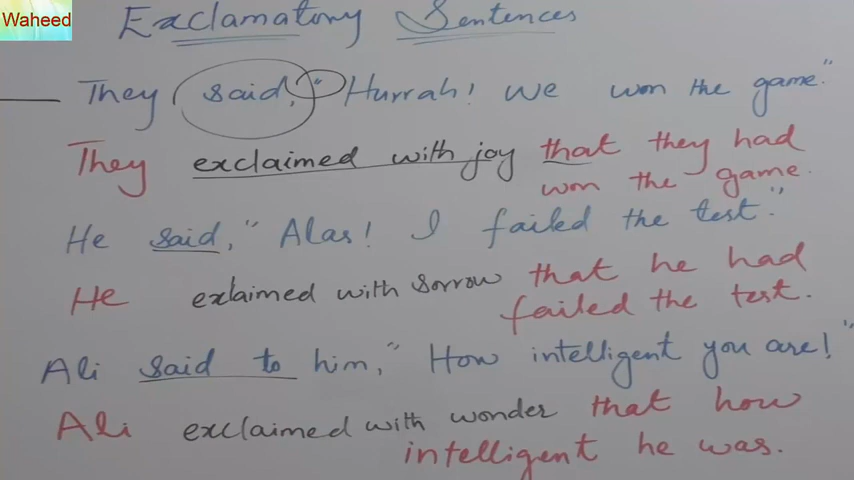 Waheed
Exclamatory Sentences
They said, "Hurrah! We won the game."
They exclaimed with joy that they had
won the game.
He said, "Alas! I failed the test."
He exlaimed with sorrow that he had
failed the test.
Ali said to him, "How intelligent you are!"
Ali exclaimed with wonder that how
intelligent he was.